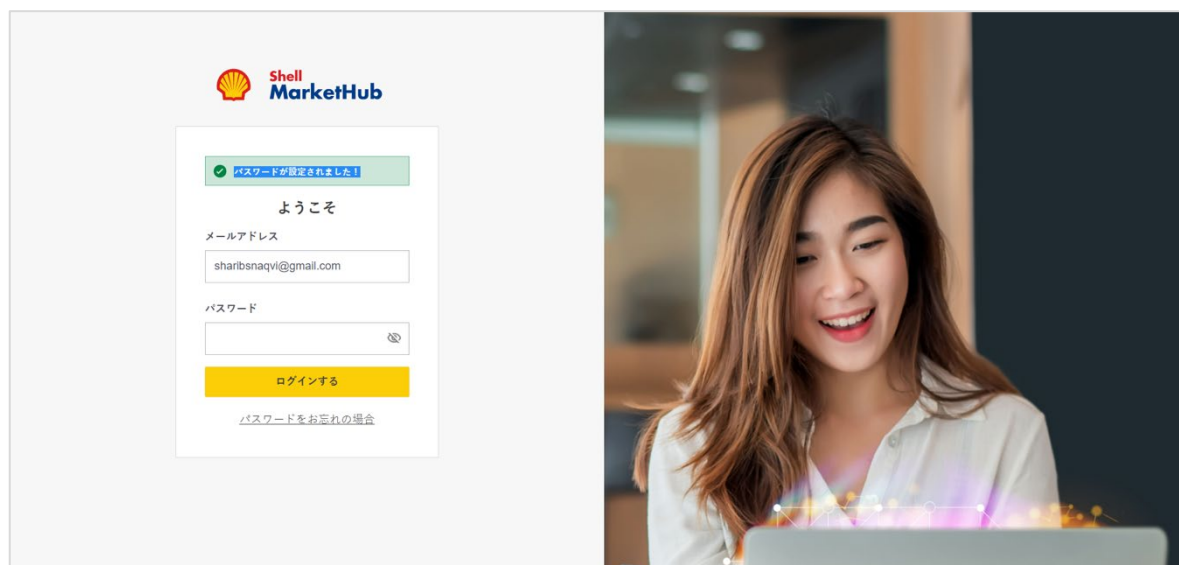 Shell
MarketHub
パスワードが設定されました！
ようこそ
メールアドレス
sharibsnaqvi@gmail.com
パスワード
ログインする
パスワードをお忘れの場合